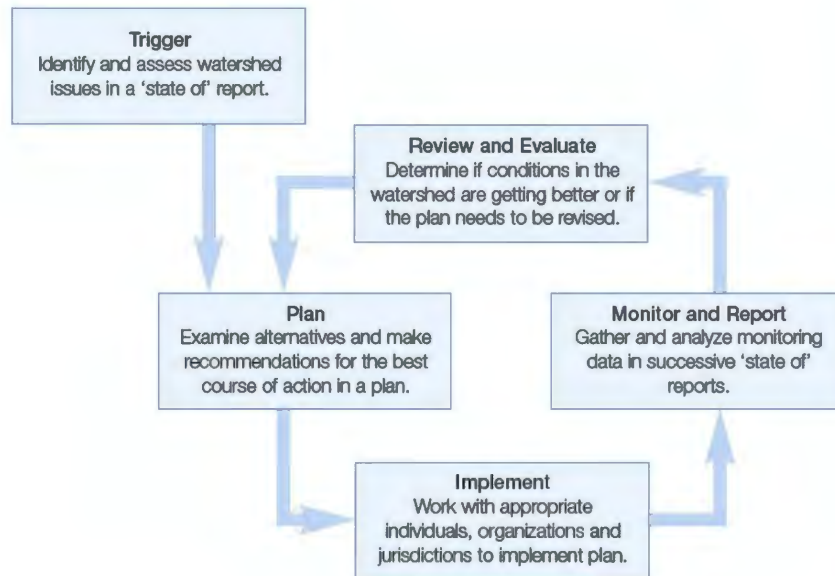 Trigger
Identify and assess watershed
issues in a 'state of' report.
Review and Evaluate
Determine if conditions in the
watershed are getting better or if
the plan needs to be revised.
Plan
Examine alternatives and make
recommendations for the best
course of action in a plan.
Monitor and Report
Gather and analyze monitoring
data in successive 'state of'
reports.
Implement
Work with appropriate
individuals, organizations and
jurisdictions to implement plan.